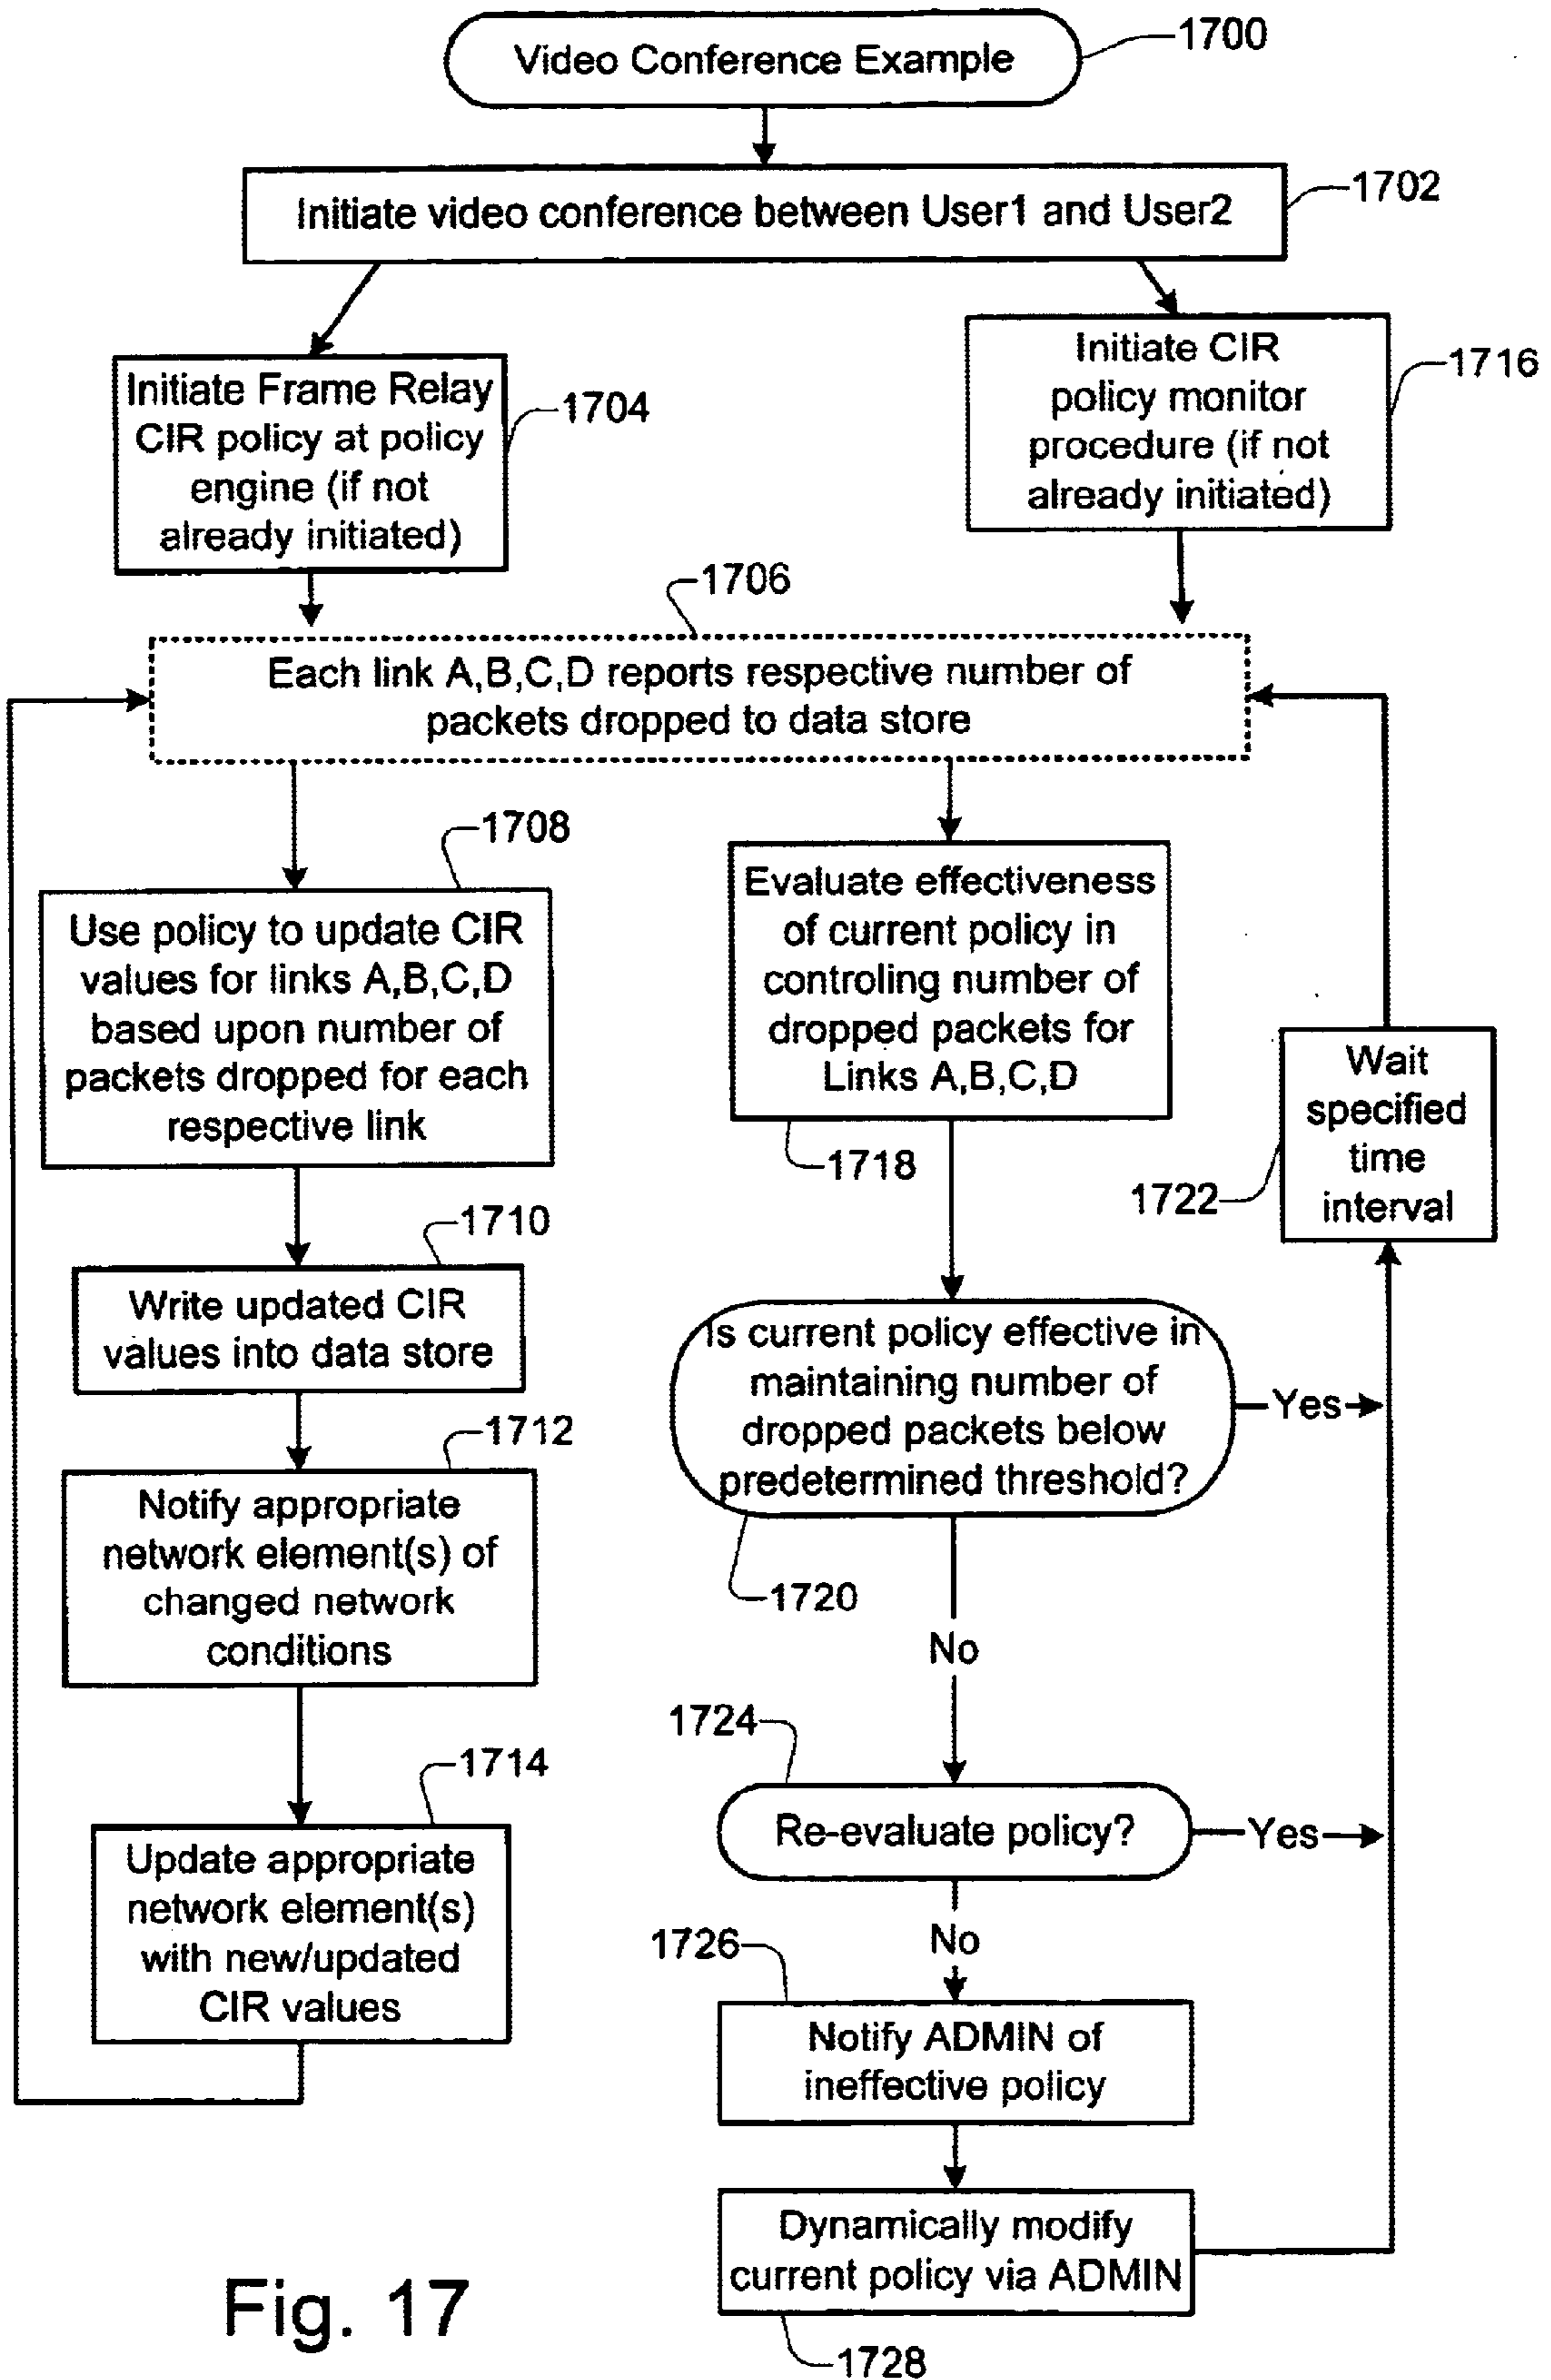 Video Conference Example
1700
Initiate video conference between User1 and User2
1702
Initiate Frame Relay
CIR policy at policy
engine (if not
already initiated)
1704
Initiate CIR
policy monitor
procedure (if not
already initiated)
1716
1706
Each link A,B,C,D reports respective number of
packets dropped to data store
1708
Use policy to update CIR
values for links A,B,C,D
based upon number of
packets dropped for each
respective link
1710
Write updated CIR
values into data store
1712
Notify appropriate
network element(s) of
changed network
conditions
1714
Update appropriate
network element(s)
with new/updated
CIR values
Evaluate effectiveness
of current policy in
controling number of
dropped packets for
Links A,B,C,D
1718
Wait
specified
time
interval
1722
Is current policy effective in
maintaining number of
dropped packets below
predetermined threshold?
Yes
1720
No
1724
Re-evaluate policy?
Yes
No
1726
Notify ADMIN of
ineffective policy
Dynamically modify
current policy via ADMIN
1728
Fig. 17